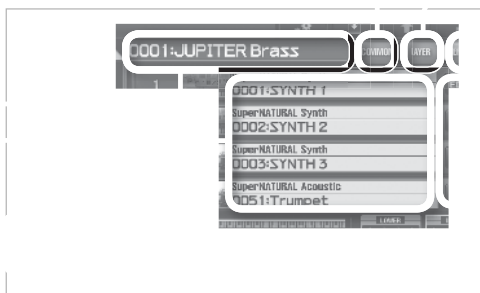 0001:JUPITER Brass
COMMON
LAYER
0001:SYNTH 1
SuperNATURAL Synth
0002:SYNTH 2
SuperNATURAL Synth
0003:SYNTH 3
SuperNATURAL Acoustic
0051:Trumpet
LOWER